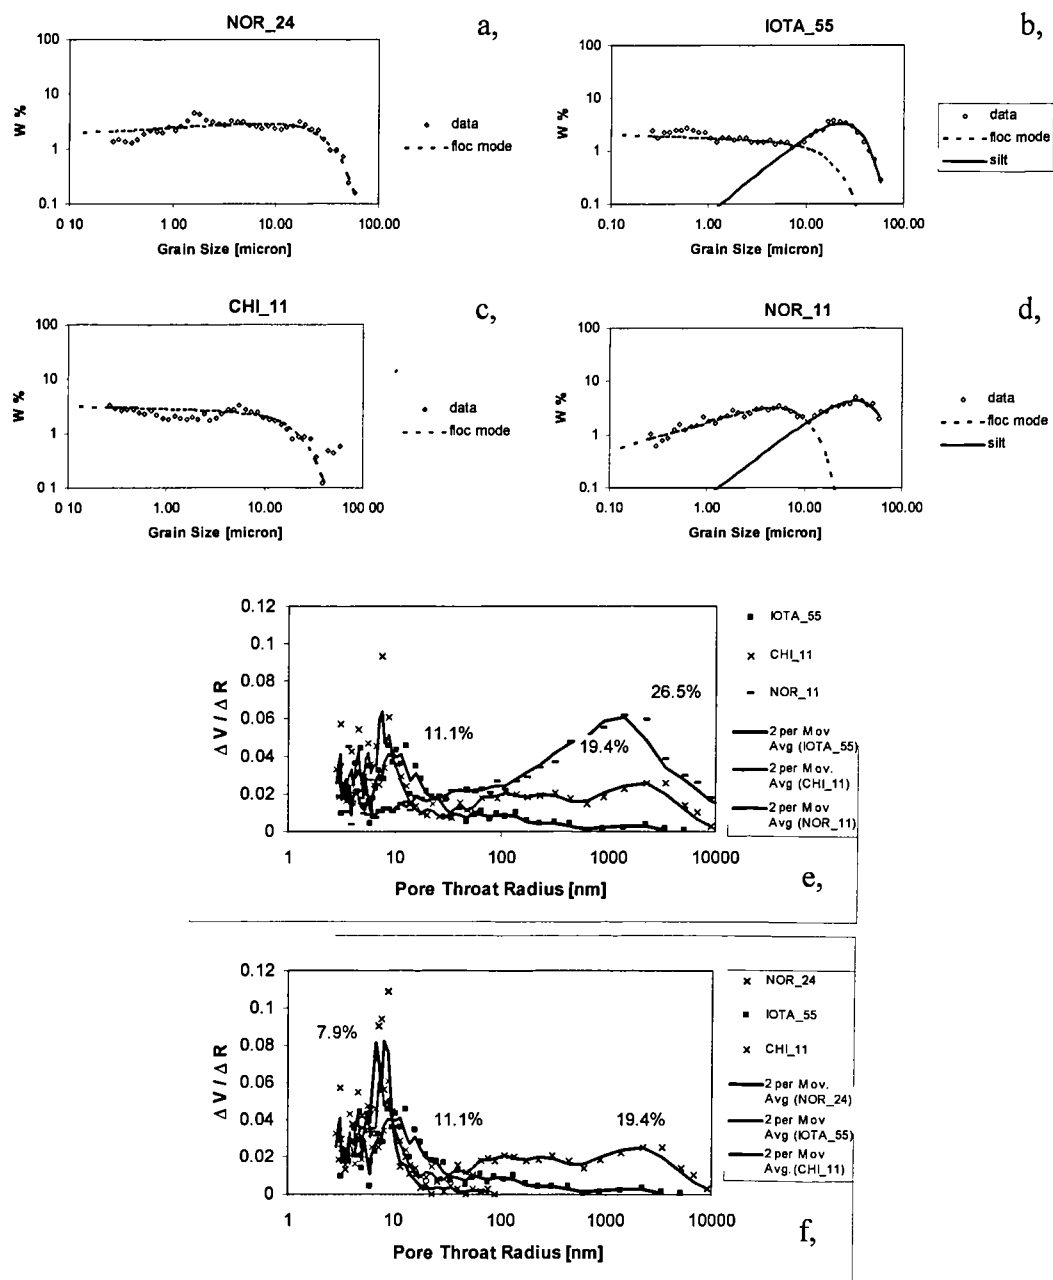 NOR_24
a,
100
10
1
0.1
W %
0 10
1 00
10.00
100.00
Grain Size [micron]
data
floc mode
IOTA_55
b,
100
10
1
0.1
W %
0.10
1.00
10.00
100.00
Grain Size [micron]
data
floc mode
silt
CHI_11
c,
100
10
1
0 1
W %
0 10
1 00
10.00
100 00
Grain Size [micron]
data
floc mode
NOR_11
d,
100
10
1
0.1
W %
0.10
1.00
10 00
100.00
Grain Size [micron]
data
floc mode
silt
0.12
0.1
0.08
0.06
0.04
0.02
0
ΔV/ΔR
11.1%
19.4%
26.5%
1
10
100
1000
10000
Pore Throat Radius [nm]
IOTA_55
CHI_11
NOR_11
2 per Mov
Avg (IOTA_55)
2 per Mov.
Avg (CHI_11)
2 per Mov
Avg (NOR_11)
e,
0.12
0.1
0.08
0.06
0.04
0.02
0
ΔV/ΔR
7.9%
11.1%
19.4%
1
10
100
1000
10000
Pore Throat Radius [nm]
NOR_24
IOTA_55
CHI_11
2 per Mov.
Avg (NOR_24)
2 per Mov
Avg (IOTA_55)
2 per Mov
Avg. (CHI_11)
f,